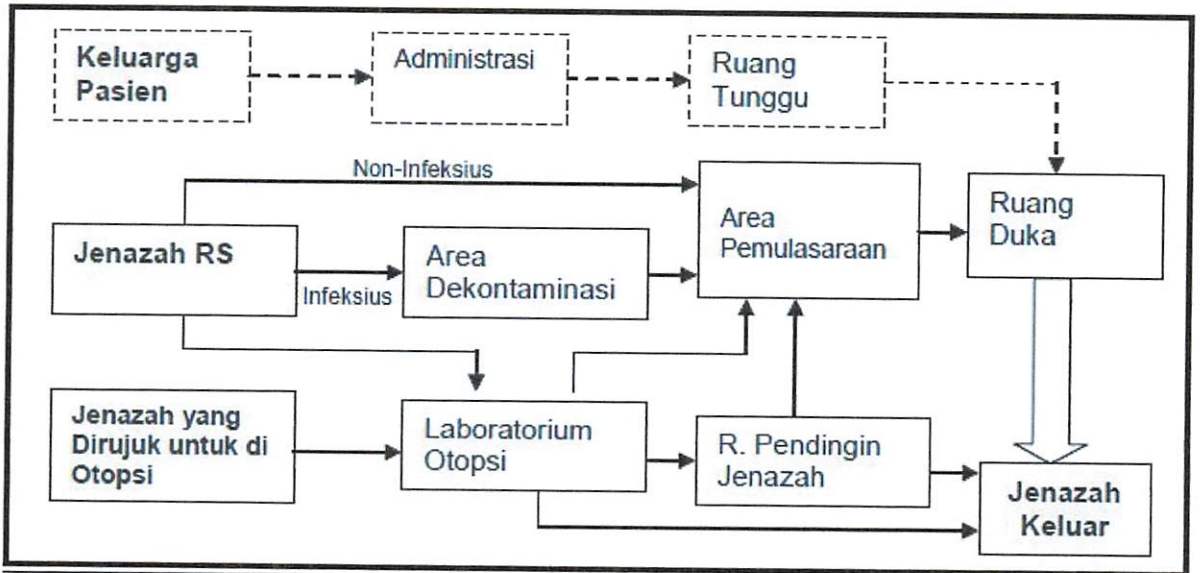 Keluarga
Pasien
Administrasi
Ruang
Tunggu
Non-Infeksius
Jenazah RS
Infeksius
Area
Dekontaminasi
Area
Pemulasaraan
Ruang
Duka
Jenazah yang
Dirujuk untuk di
Otopsi
Laboratorium
Otopsi
R. Pendingin
Jenazah
Jenazah
Keluar